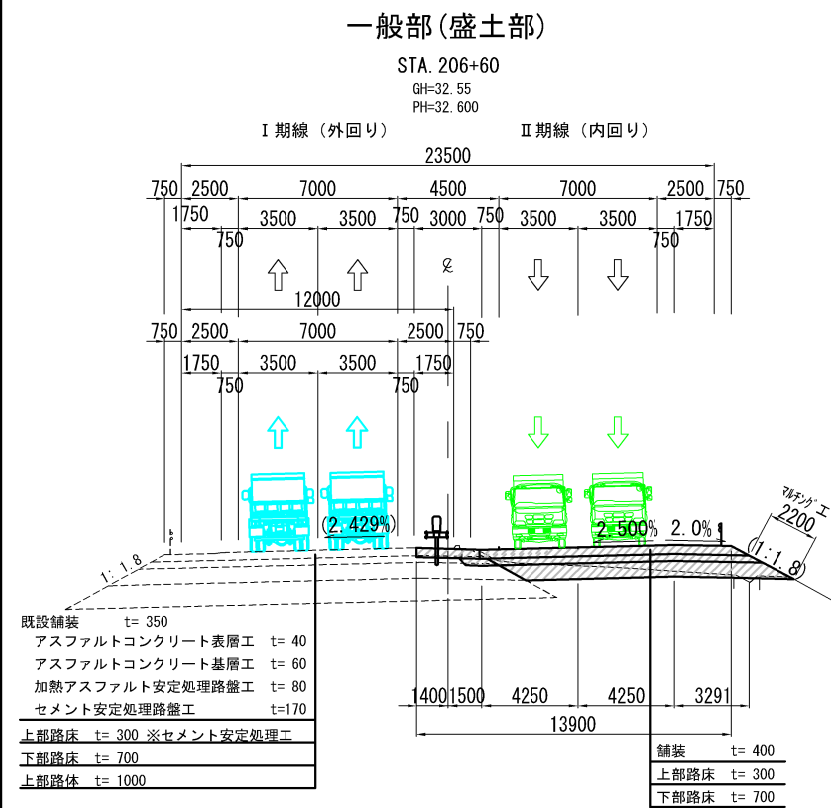 一般部(盛土部)
STA. 206+60
GH=32.55
PH=32.600
Ⅰ期線（外回り） Ⅱ期線（内回り）
23500
750 2500 7000 4500 7000 2500 750
1750 750 3500 3500 750 3000 750 3500 3500 750 1750
℄
12000
750 2500 7000 2500 750
1750 750 3500 3500 750 1750
(2.429%) 2.500% 2.0%
マルチング工
2200
1:1.8 (1:1.8)
既設舗装 t= 350
アスファルトコンクリート表層工 t= 40
アスファルトコンクリート基層工 t= 60
加熱アスファルト安定処理路盤工 t= 80
セメント安定処理路盤工 t=170
上部路床 t= 300 ※セメント安定処理工
下部路床 t= 700
上部路体 t= 1000
1400 1500 4250 4250 3291
13900
舗装 t= 400
上部路床 t= 300
下部路床 t= 700